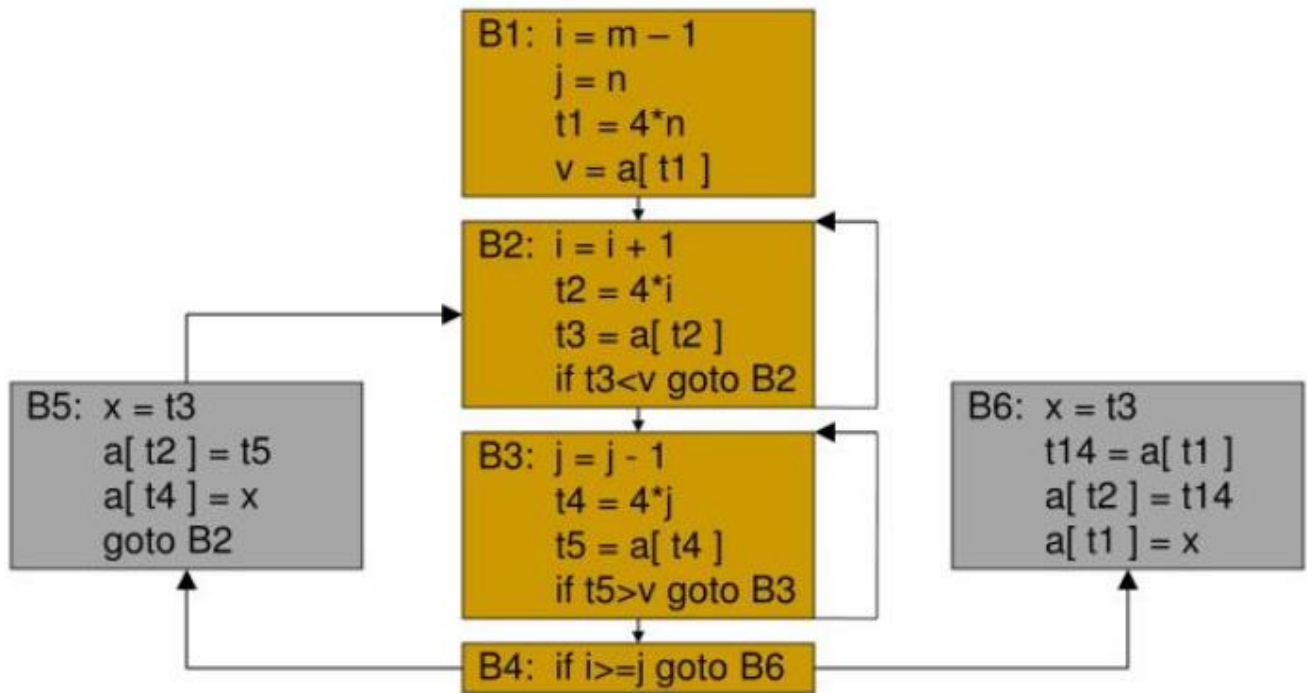 B1: i = m – 1
j = n
t1 = 4*n
v = a[ t1 ]
B2: i = i + 1
t2 = 4*i
t3 = a[ t2 ]
if t3<v goto B2
B5: x = t3
a[ t2 ] = t5
a[ t4 ] = x
goto B2
B3: j = j - 1
t4 = 4*j
t5 = a[ t4 ]
if t5>v goto B3
B6: x = t3
t14 = a[ t1 ]
a[ t2 ] = t14
a[ t1 ] = x
B4: if i>=j goto B6